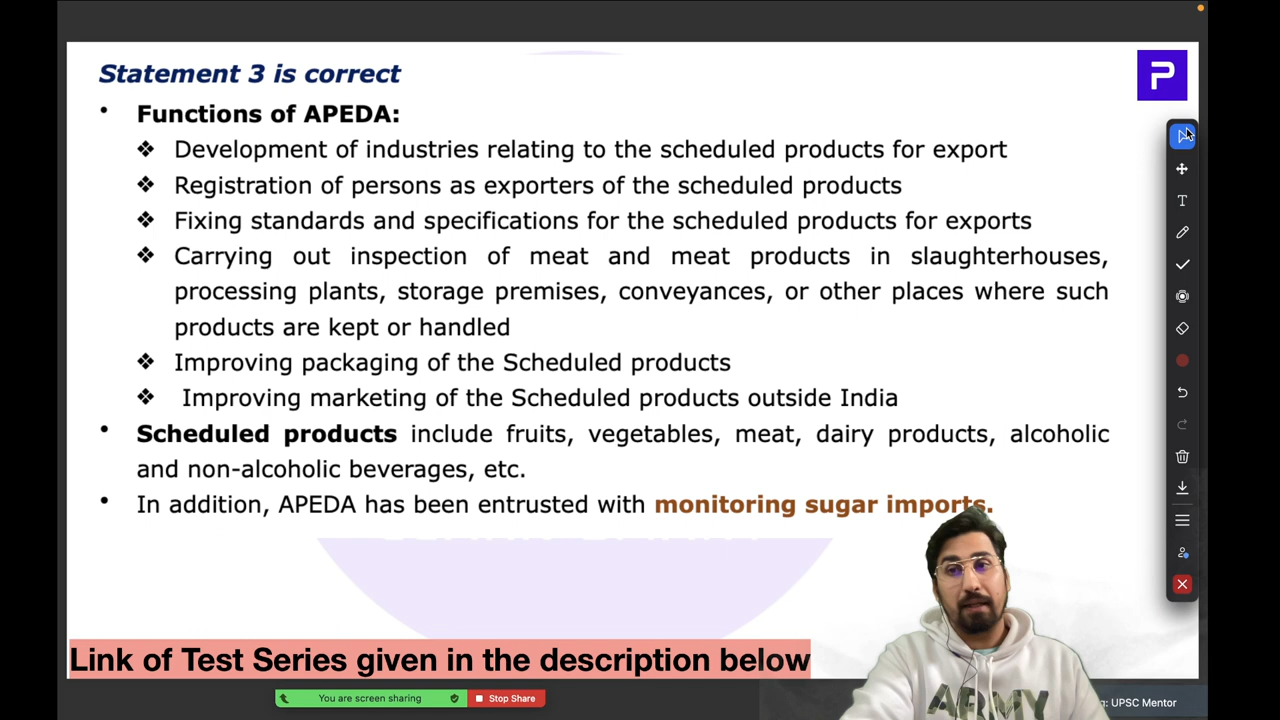 Statement 3 is correct
• Functions of APEDA:
❖ Development of industries relating to the scheduled products for export
❖ Registration of persons as exporters of the scheduled products
❖ Fixing standards and specifications for the scheduled products for exports
❖ Carrying out inspection of meat and meat products in slaughterhouses,
processing plants, storage premises, conveyances, or other places where such
products are kept or handled
❖ Improving packaging of the Scheduled products
❖ Improving marketing of the Scheduled products outside India
• Scheduled products include fruits, vegetables, meat, dairy products, alcoholic
and non-alcoholic beverages, etc.
• In addition, APEDA has been entrusted with monitoring sugar imports.
Link of Test Series given in the description below
You are screen sharing
Stop Share
ARMY
: UPSC Mentor